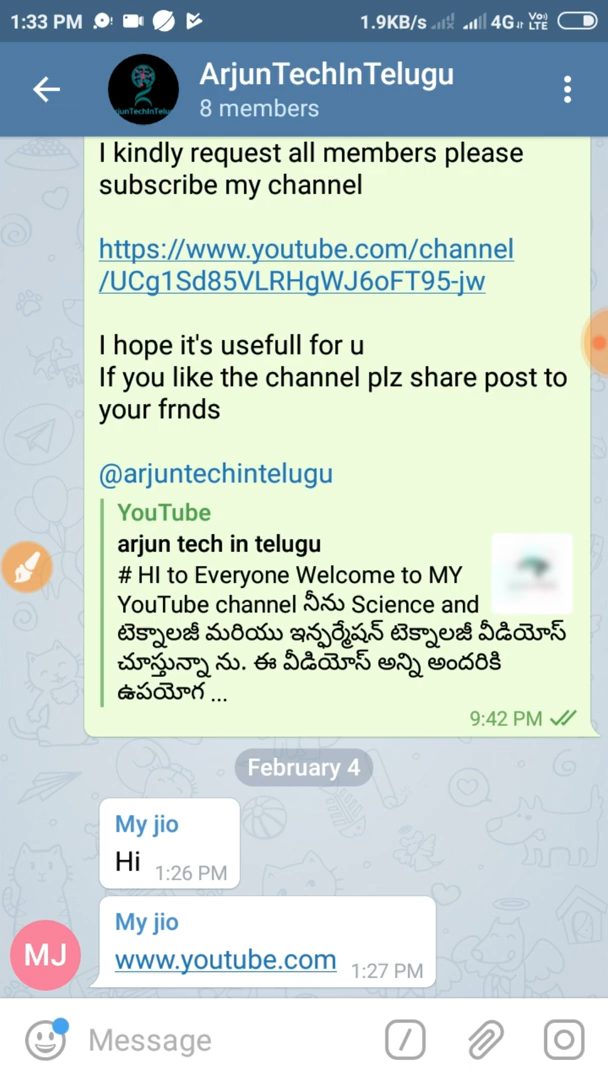 1:33 PM
1.9KB/s
4G
Vo))
LTE
ArjunTechInTelugu
8 members
I kindly request all members please
subscribe my channel
https://www.youtube.com/channel
/UCg1Sd85VLRHgWJ6oFT95-jw
I hope it's usefull for u
If you like the channel plz share post to
your frnds
@arjuntechintelugu
YouTube
arjun tech in telugu
# HI to Everyone Welcome to MY
YouTube channel నీను Science and
టెక్నాలజీ మరియు ఇన్ఫర్మేషన్ టెక్నాలజీ వీడియోస్
చూస్తున్నా ను. ఈ వీడియోస్ అన్ని అందరికి
ఉపయోగ ...
9:42 PM
February 4
My jio
Hi 1:26 PM
My jio
MJ
www.youtube.com 1:27 PM
Message